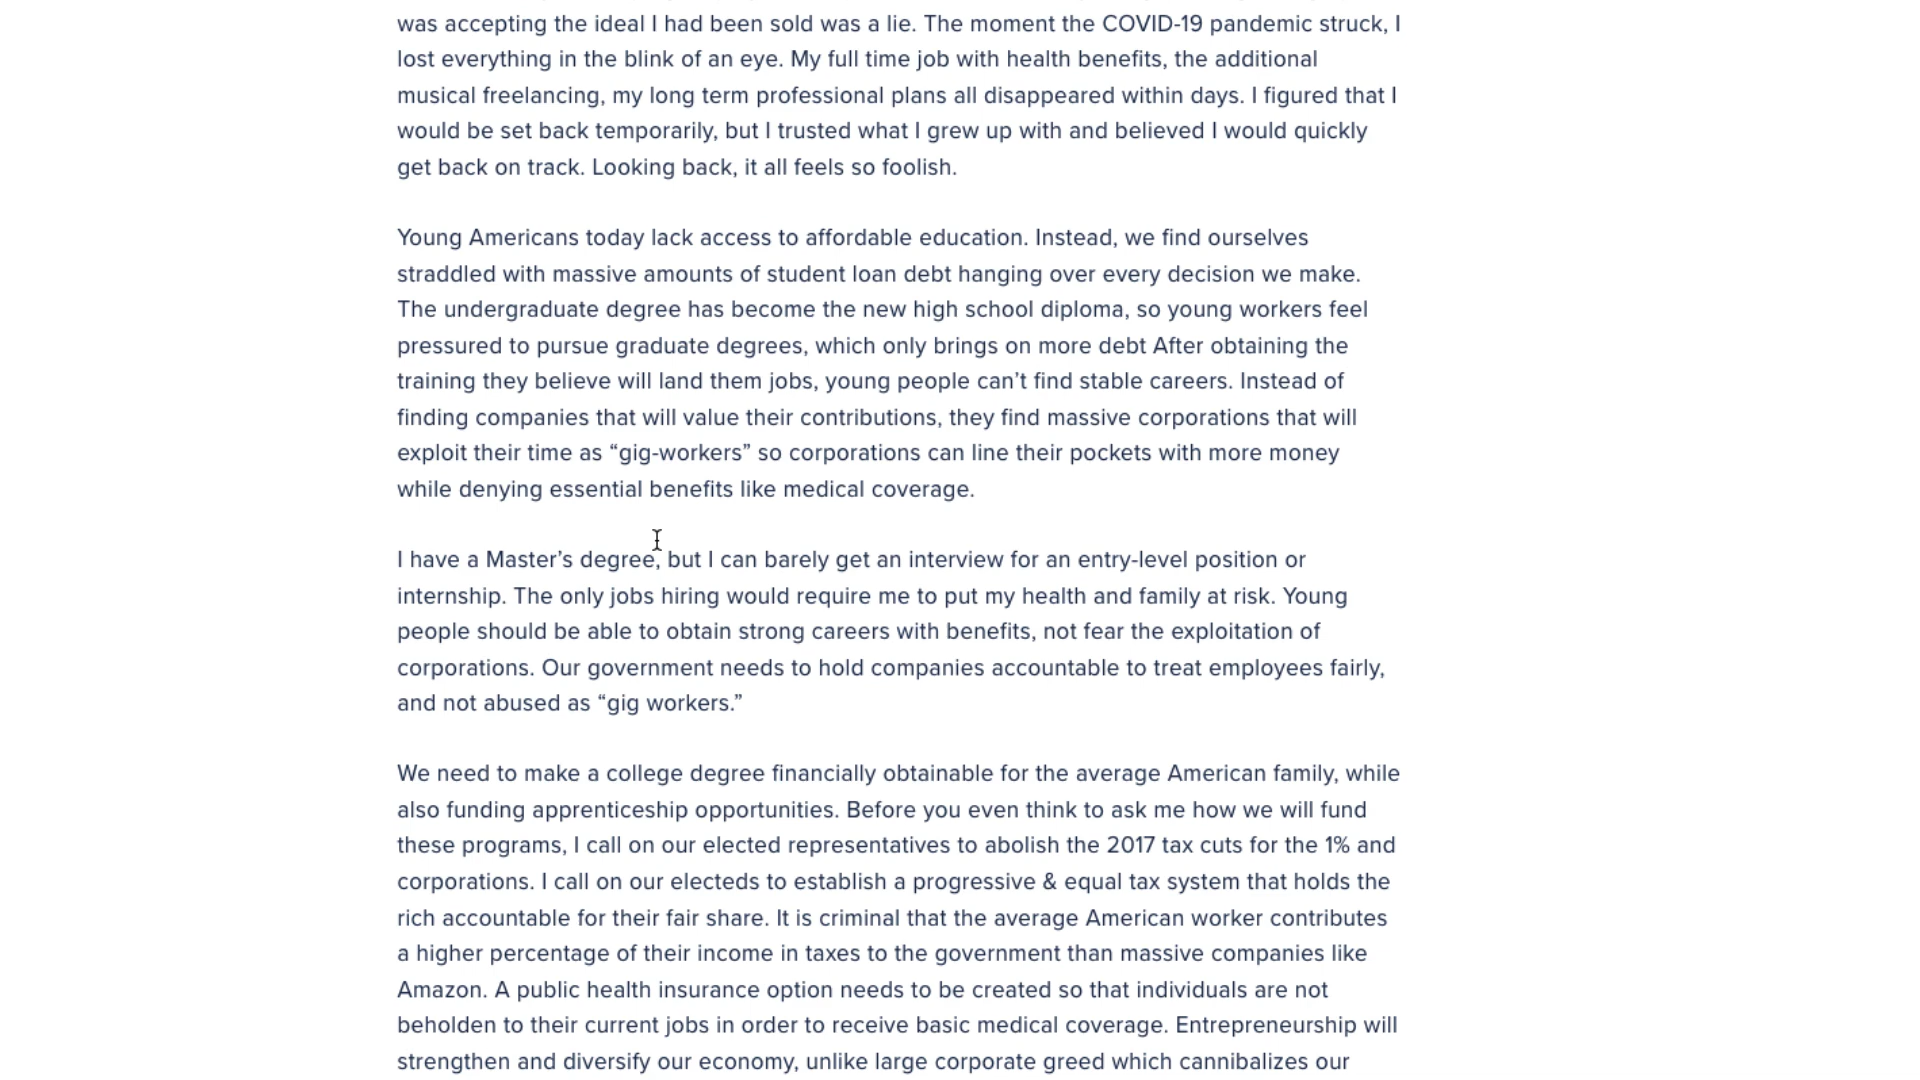 was accepting the ideal I had been sold was a lie. The moment the COVID-19 pandemic struck, I
lost everything in the blink of an eye. My full time job with health benefits, the additional
musical freelancing, my long term professional plans all disappeared within days. I figured that I
would be set back temporarily, but I trusted what I grew up with and believed I would quickly
get back on track. Looking back, it all feels so foolish.
Young Americans today lack access to affordable education. Instead, we find ourselves
straddled with massive amounts of student loan debt hanging over every decision we make.
The undergraduate degree has become the new high school diploma, so young workers feel
pressured to pursue graduate degrees, which only brings on more debt After obtaining the
training they believe will land them jobs, young people can’t find stable careers. Instead of
finding companies that will value their contributions, they find massive corporations that will
exploit their time as “gig-workers” so corporations can line their pockets with more money
while denying essential benefits like medical coverage.
I have a Master’s degree, but I can barely get an interview for an entry-level position or
internship. The only jobs hiring would require me to put my health and family at risk. Young
people should be able to obtain strong careers with benefits, not fear the exploitation of
corporations. Our government needs to hold companies accountable to treat employees fairly,
and not abused as “gig workers.”
We need to make a college degree financially obtainable for the average American family, while
also funding apprenticeship opportunities. Before you even think to ask me how we will fund
these programs, I call on our elected representatives to abolish the 2017 tax cuts for the 1% and
corporations. I call on our electeds to establish a progressive & equal tax system that holds the
rich accountable for their fair share. It is criminal that the average American worker contributes
a higher percentage of their income in taxes to the government than massive companies like
Amazon. A public health insurance option needs to be created so that individuals are not
beholden to their current jobs in order to receive basic medical coverage. Entrepreneurship will
strengthen and diversify our economy, unlike large corporate greed which cannibalizes our